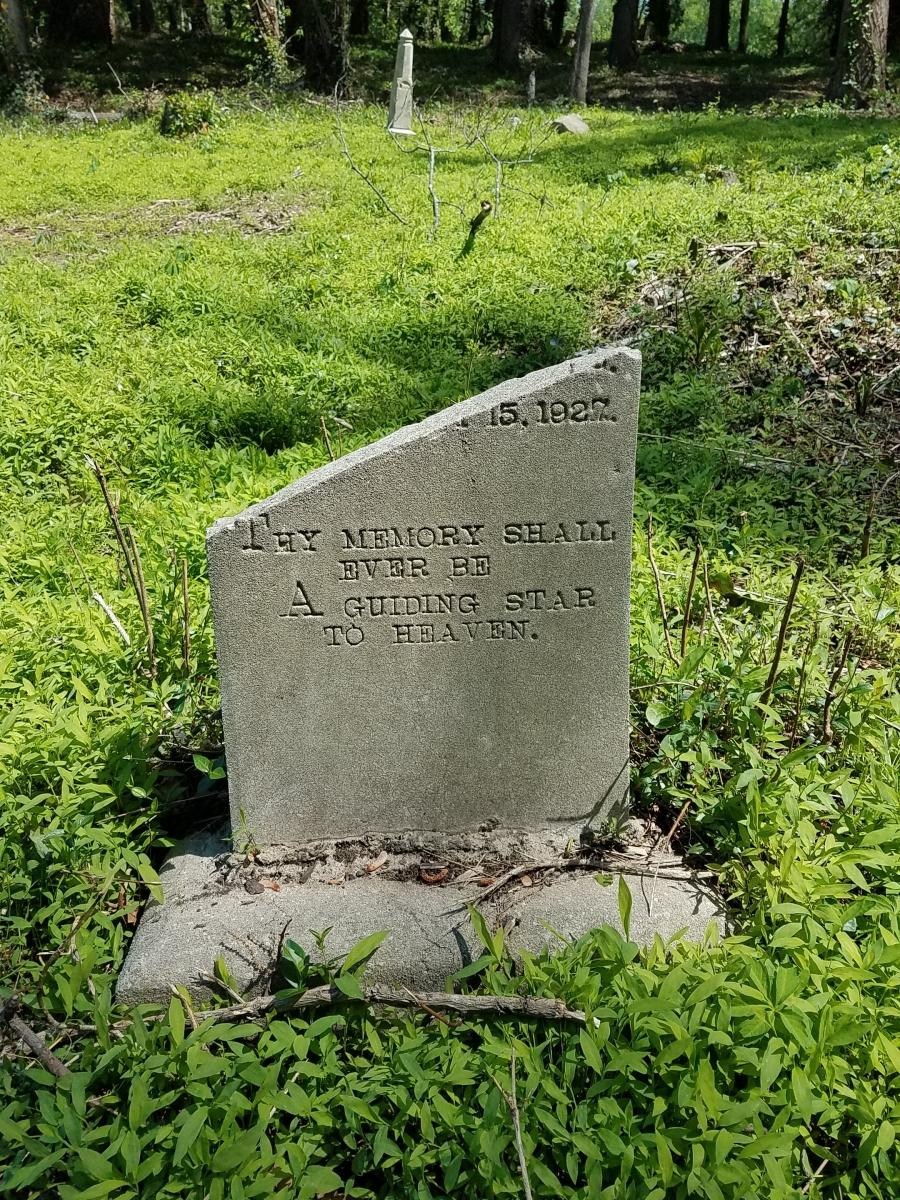 15, 1927.
THY MEMORY SHALL
EVER BE
A GUIDING STAR
TO HEAVEN.